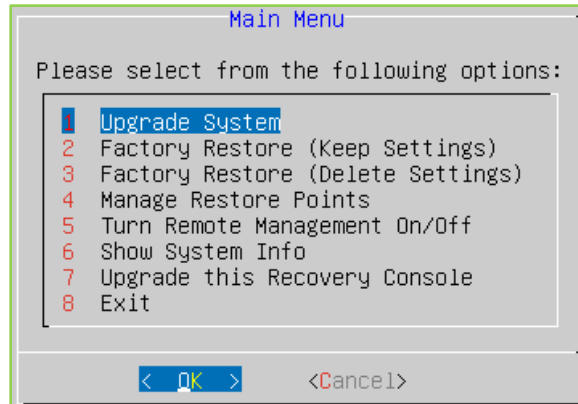 Main Menu
Please select from the following options:
1 Upgrade System
2 Factory Restore (Keep Settings)
3 Factory Restore (Delete Settings)
4 Manage Restore Points
5 Turn Remote Management On/Off
6 Show System Info
7 Upgrade this Recovery Console
8 Exit
< OK > <Cancel>